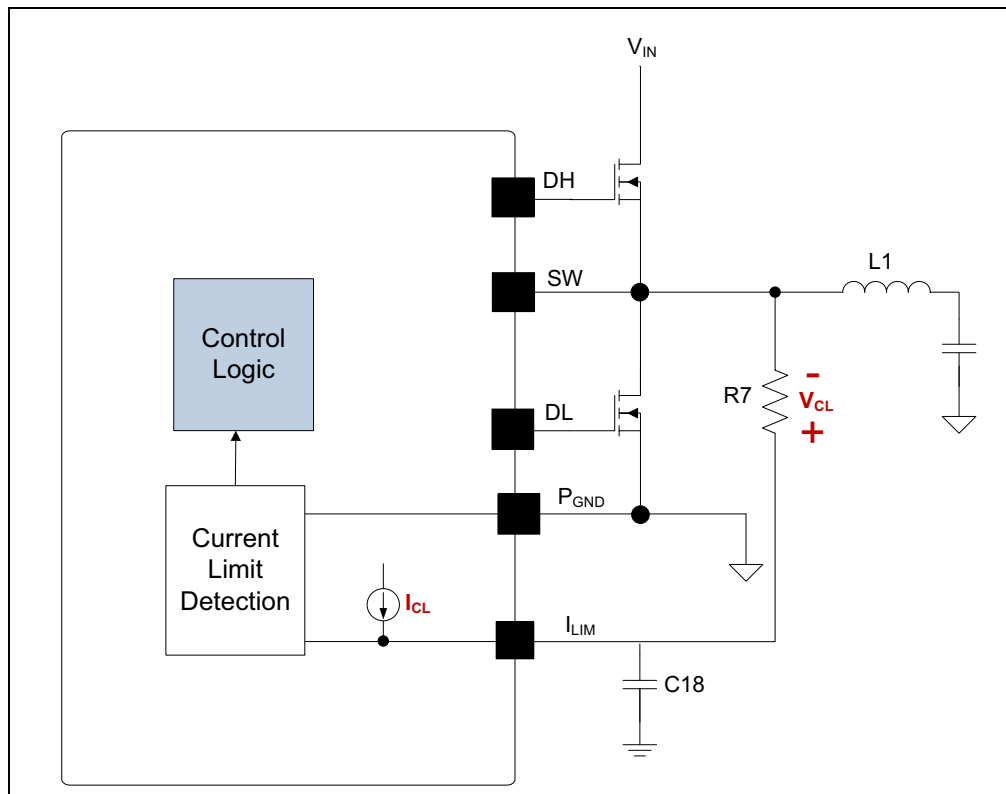 VIN
DH
SW
L1
Control
Logic
R7
-
VCL
+
DL
PGND
Current
Limit
Detection
ICL
ILIM
C18